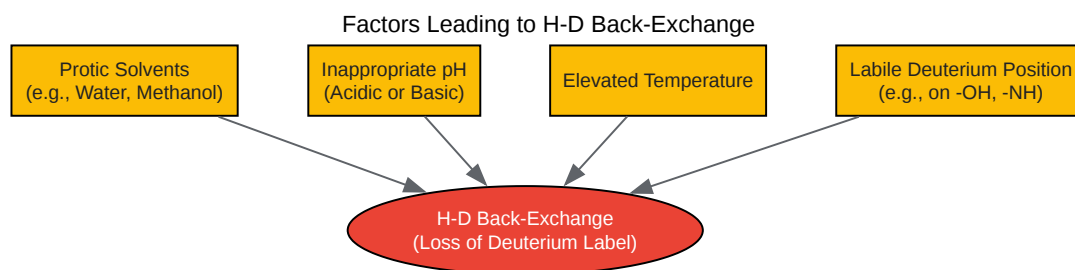 Factors Leading to H-D Back-Exchange
Protic Solvents
(e.g., Water, Methanol)
Inappropriate pH
(Acidic or Basic)
Elevated Temperature
Labile Deuterium Position
(e.g., on -OH, -NH)
H-D Back-Exchange
(Loss of Deuterium Label)